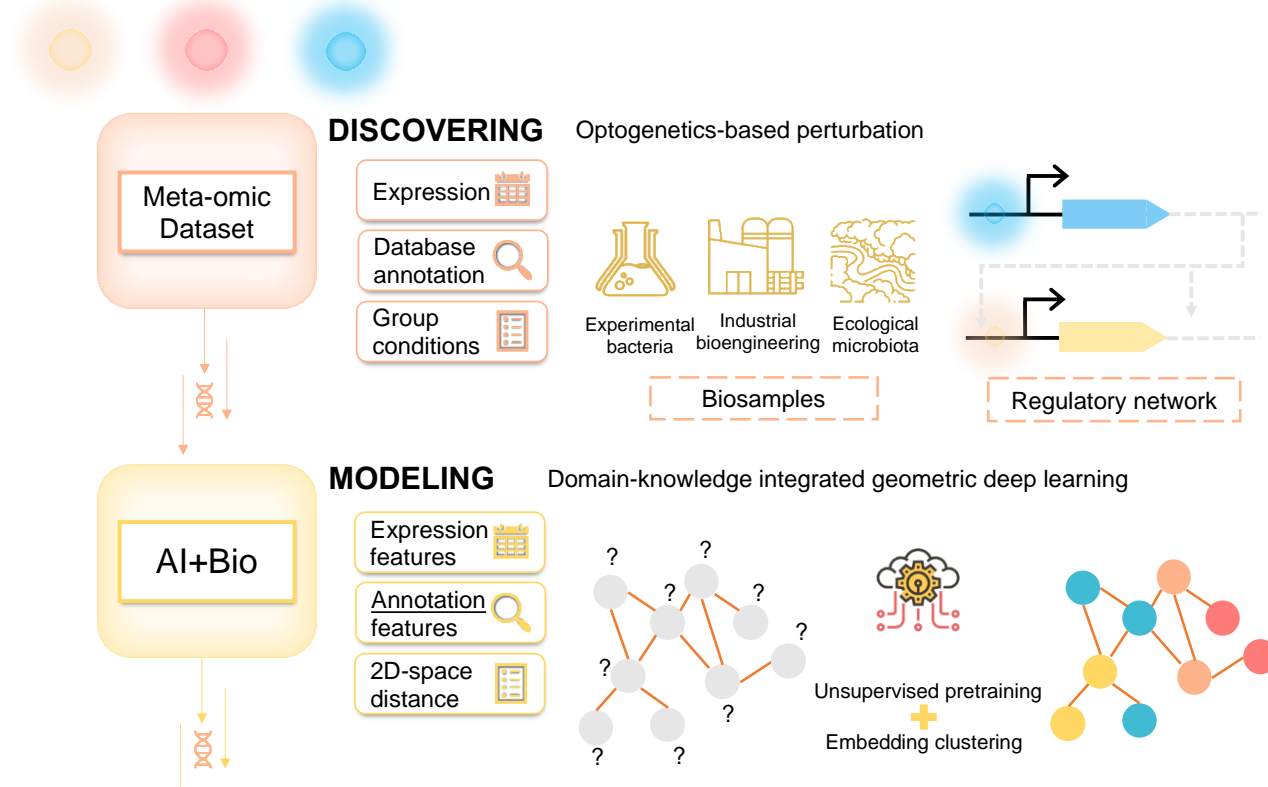 DISCOVERING
Optogenetics-based perturbation
Meta-omic
Dataset
Expression
Database
annotation
Group
conditions
Experimental
bacteria
Industrial
bioengineering
Ecological
microbiota
Biosamples
Regulatory network
MODELING
Domain-knowledge integrated geometric deep learning
AI+Bio
Expression
features
Annotation
features
2D-space
distance
?
?
?
?
?
?
?
?
?
Unsupervised pretraining
Embedding clustering